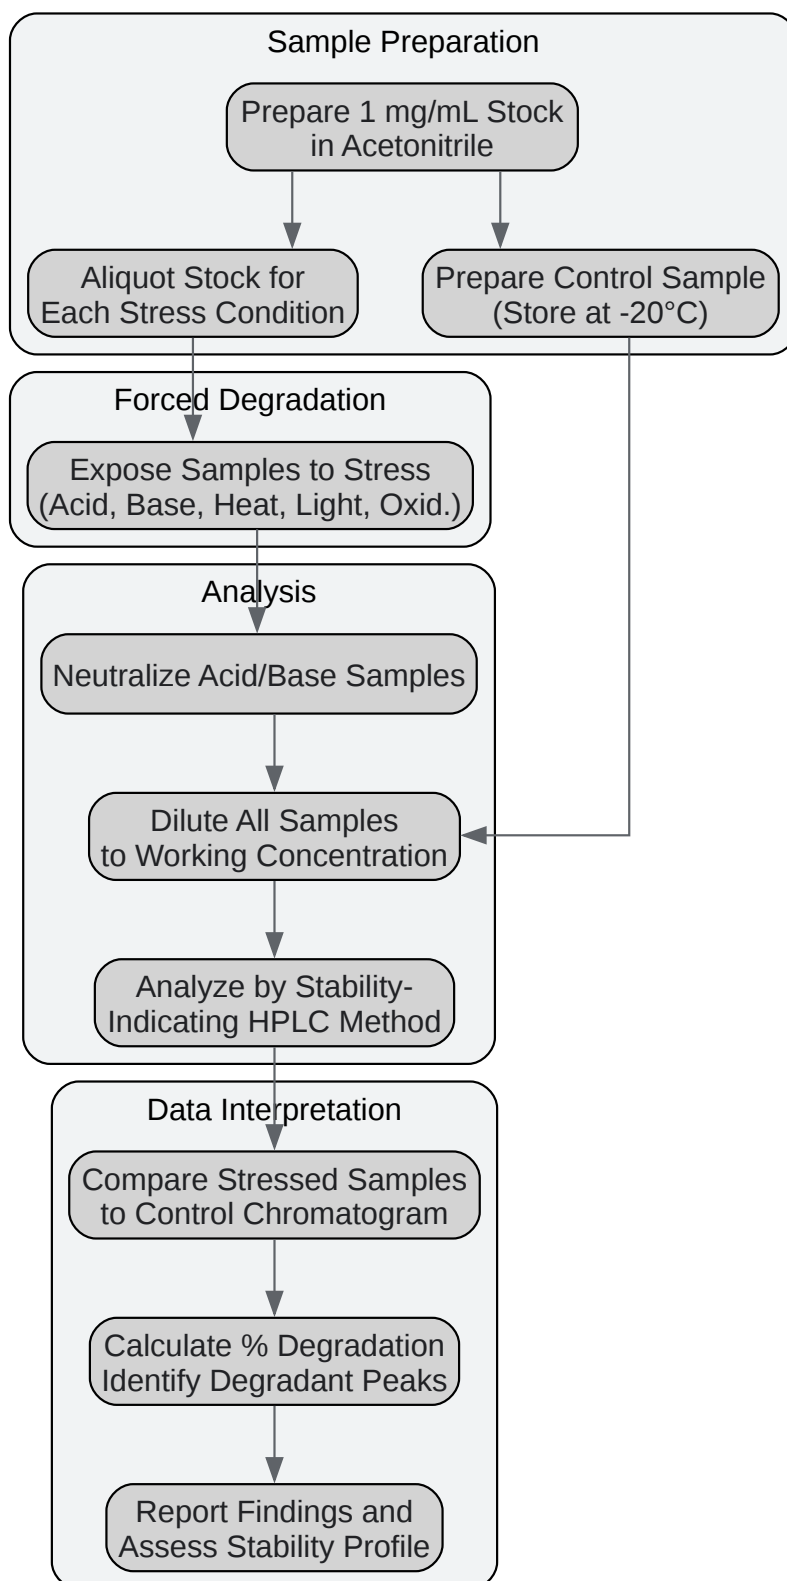 Sample Preparation
Prepare 1 mg/mL Stock
in Acetonitrile
Aliquot Stock for
Each Stress Condition
Prepare Control Sample
(Store at -20°C)
Forced Degradation
Expose Samples to Stress
(Acid, Base, Heat, Light, Oxid.)
Analysis
Neutralize Acid/Base Samples
Dilute All Samples
to Working Concentration
Analyze by Stability-
Indicating HPLC Method
Data Interpretation
Compare Stressed Samples
to Control Chromatogram
Calculate % Degradation
Identify Degradant Peaks
Report Findings and
Assess Stability Profile